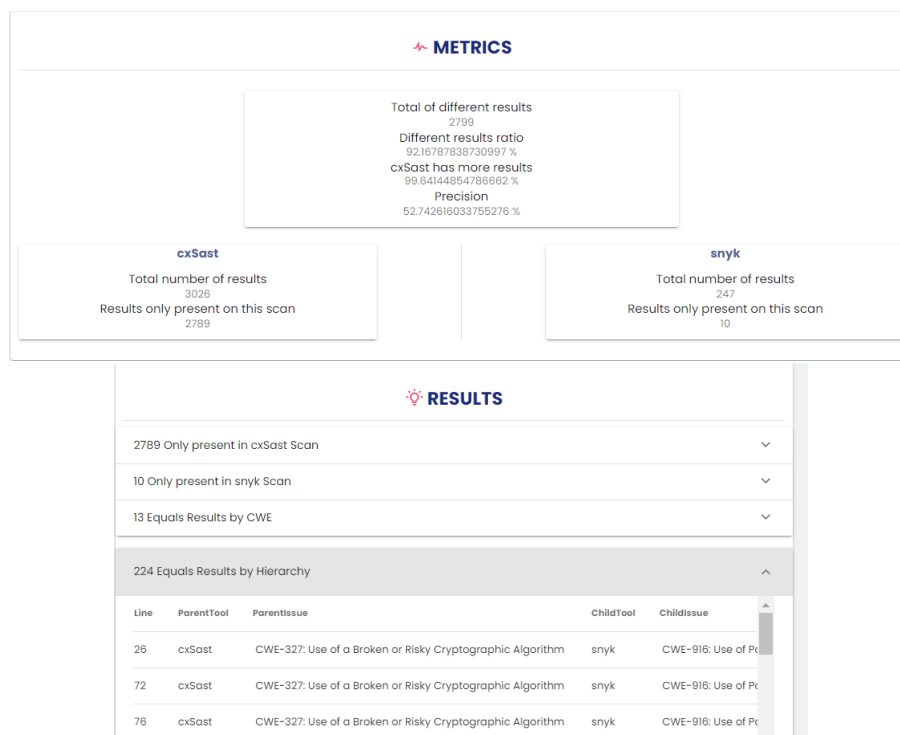 METRICS
Total of different results
2799
Different results ratio
92.16787838730997 %
cxSast has more results
99.64144854786662 %
Precision
52.742616033755276 %
cxSast
Total number of results
3026
Results only present on this scan
2789
snyk
Total number of results
247
Results only present on this scan
10
RESULTS
2789 Only present in cxSast Scan
10 Only present in snyk Scan
13 Equals Results by CWE
224 Equals Results by Hierarchy
Line ParentTool ParentIssue ChildTool ChildIssue
26 cxSast CWE-327: Use of a Broken or Risky Cryptographic Algorithm snyk CWE-916: Use of
72 cxSast CWE-327: Use of a Broken or Risky Cryptographic Algorithm snyk CWE-916: Use of
76 cxSast CWE-327: Use of a Broken or Risky Cryptographic Algorithm snyk CWE-916: Use of